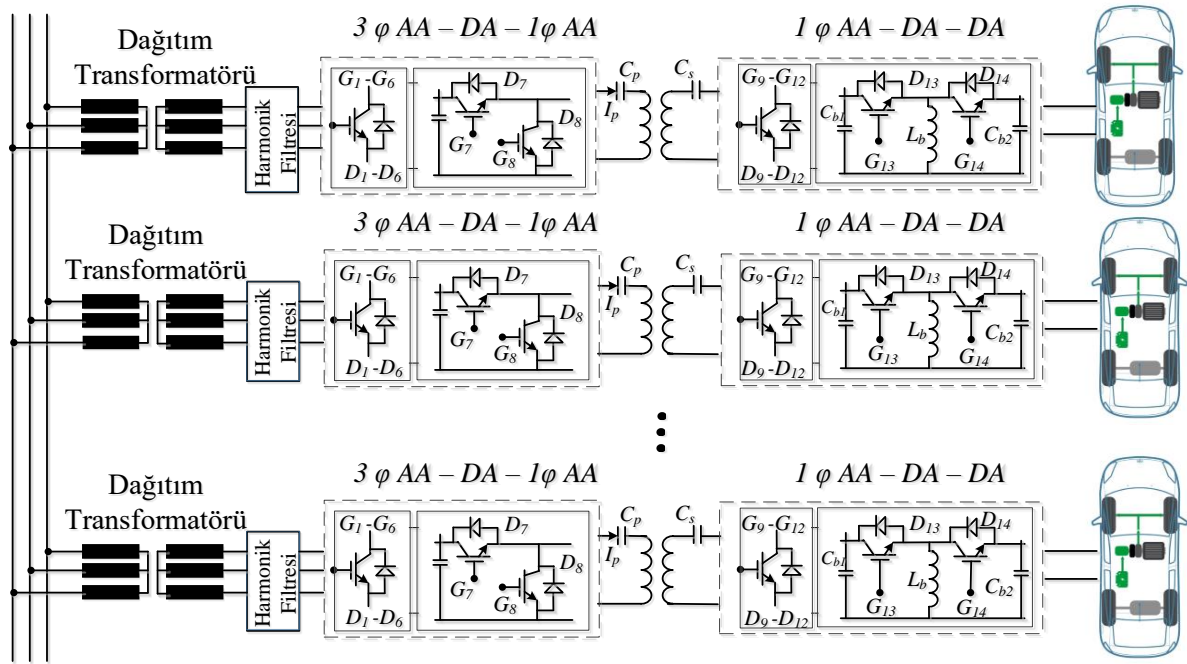 3 φ AA – DA – 1φ AA
1 φ AA – DA – DA
Dağıtım
Transformatörü
Harmonik
Filtresi
G1 -G6
D1 -D6
D7
G7
D8
G8
Cp
Ip
Cs
G9 -G12
D9 -D12
Cb1
D13
G13
Lb
D14
G14
Cb2
3 φ AA – DA – 1φ AA
1 φ AA – DA – DA
Dağıtım
Transformatörü
Harmonik
Filtresi
G1 -G6
D1 -D6
D7
G7
D8
G8
Cp
Ip
Cs
G9 -G12
D9 -D12
Cb1
D13
G13
Lb
D14
G14
Cb2
3 φ AA – DA – 1φ AA
1 φ AA – DA – DA
Dağıtım
Transformatörü
Harmonik
Filtresi
G1 -G6
D1 -D6
D7
G7
D8
G8
Cp
Ip
Cs
G9 -G12
D9 -D12
Cb1
D13
G13
Lb
D14
G14
Cb2